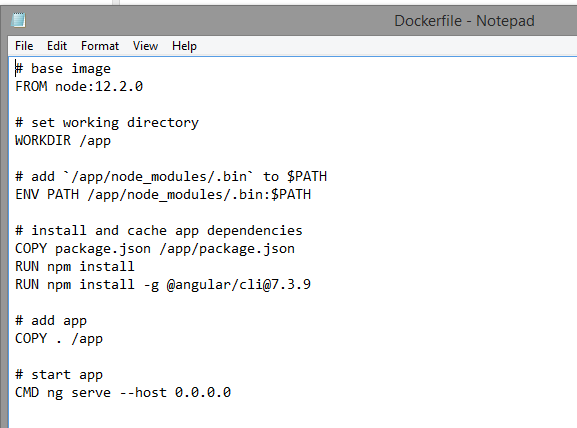 Dockerfile - Notepad
File Edit Format View Help
# base image
FROM node:12.2.0
# set working directory
WORKDIR /app
# add `/app/node_modules/.bin` to $PATH
ENV PATH /app/node_modules/.bin:$PATH
# install and cache app dependencies
COPY package.json /app/package.json
RUN npm install
RUN npm install -g @angular/cli@7.3.9
# add app
COPY . /app
# start app
CMD ng serve --host 0.0.0.0